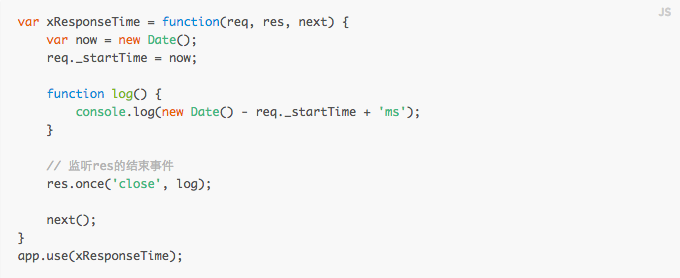 JS
var xResponseTime = function(req, res, next) {
    var now = new Date();
    req._startTime = now;

    function log() {
        console.log(new Date() - req._startTime + 'ms');
    }

    // 监听res的结束事件
    res.once('close', log);

    next();
}
app.use(xResponseTime);